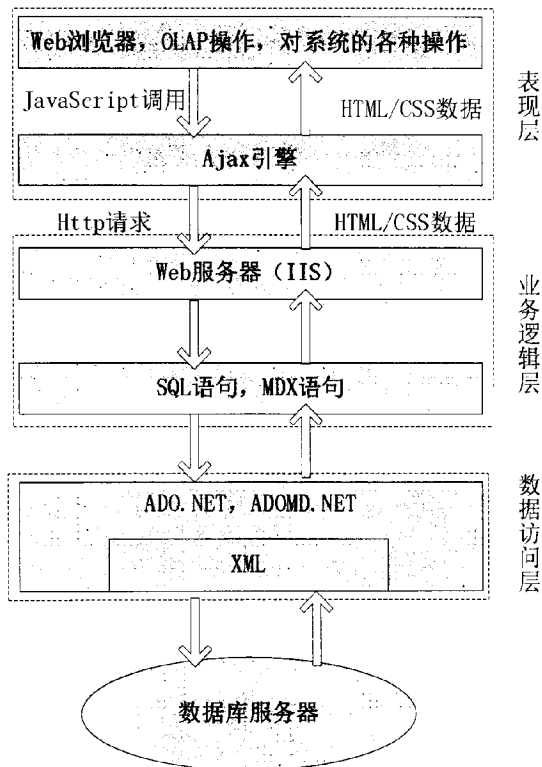 Web浏览器，OLAP操作，对系统的各种操作
JavaScript调用
HTML/CSS数据
Ajax引擎
表现层
Http请求
HTML/CSS数据
Web服务器（IIS）
SQL语句，MDX语句
业务逻辑层
ADO.NET，ADOMD.NET
XML
数据访问层
数据库服务器